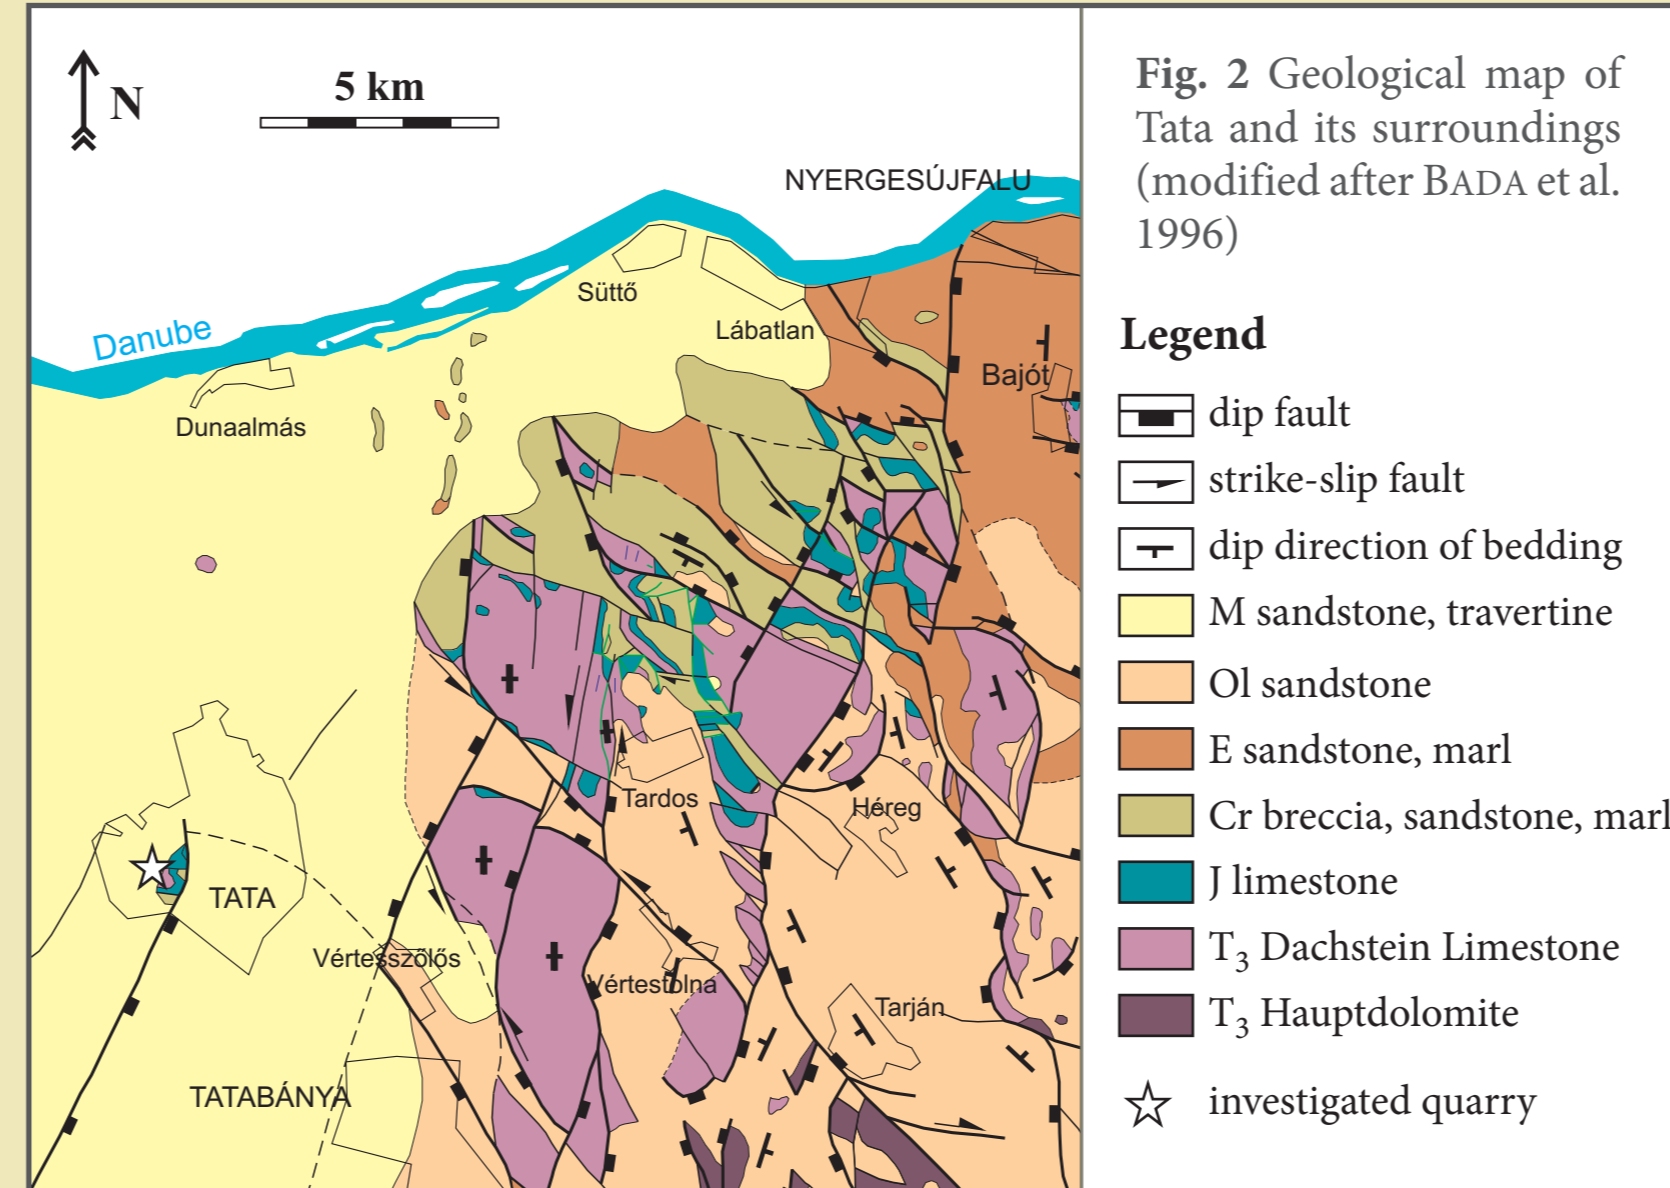 N
5 km
NYERGESÚJFALU
Danube
Süttő
Lábatlan
Bajót
Dunaalmás
Tardos
Héreg
TATA
Vértesszőlős
Vértestolna
Tarján
TATABÁNYA
Fig. 2 Geological map of
Tata and its surroundings
(modified after BADA et al.
1996)
Legend
dip fault
strike-slip fault
dip direction of bedding
M sandstone, travertine
Ol sandstone
E sandstone, marl
Cr breccia, sandstone, marl
J limestone
T3 Dachstein Limestone
T3 Hauptdolomite
investigated quarry